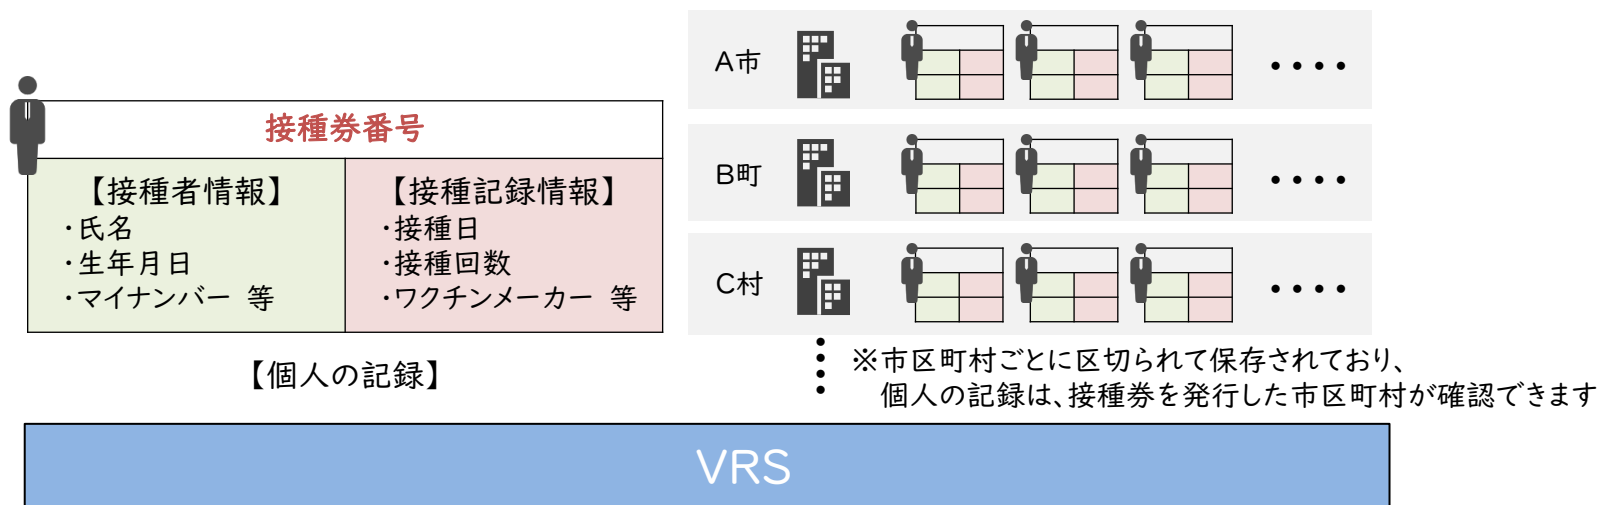 接種券番号
【接種者情報】
・氏名
・生年月日
・マイナンバー 等
【接種記録情報】
・接種日
・接種回数
・ワクチンメーカー 等
【個人の記録】
A市
B町
C村
※市区町村ごとに区切られて保存されており、
個人の記録は、接種券を発行した市区町村が確認できます
VRS